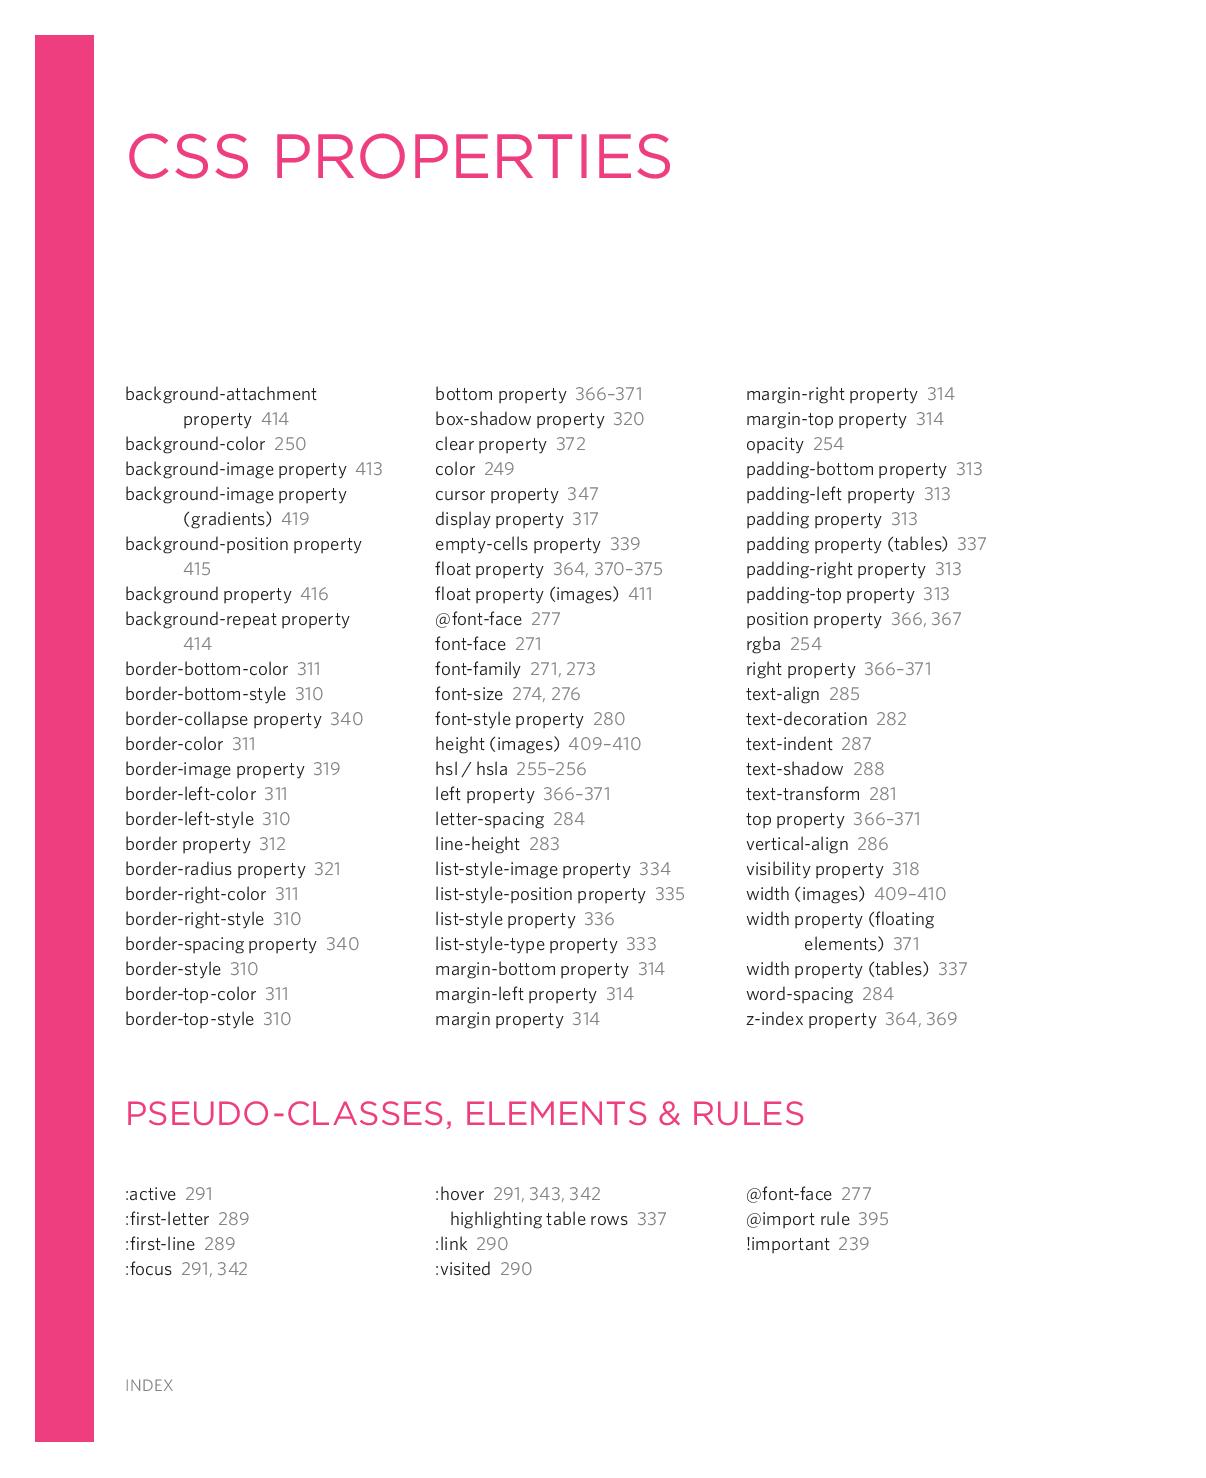 CSS PROPERTIES
background-attachment
property 414
background-color 250
background-image property 413
background-image property
(gradients) 419
background-position property
415
background property 416
background-repeat property
414
border-bottom-color 311
border-bottom-style 310
border-collapse property 340
border-color 311
border-image property 319
border-left-color 311
border-left-style 310
border property 312
border-radius property 321
border-right-color 311
border-right-style 310
border-spacing property 340
border-style 310
border-top-color 311
border-top-style 310
bottom property 366–371
box-shadow property 320
clear property 372
color 249
cursor property 347
display property 317
empty-cells property 339
float property 364, 370–375
float property (images) 411
@font-face 277
font-face 271
font-family 271, 273
font-size 274, 276
font-style property 280
height (images) 409–410
hsl / hsla 255–256
left property 366–371
letter-spacing 284
line-height 283
list-style-image property 334
list-style-position property 335
list-style property 336
list-style-type property 333
margin-bottom property 314
margin-left property 314
margin property 314
margin-right property 314
margin-top property 314
opacity 254
padding-bottom property 313
padding-left property 313
padding property 313
padding property (tables) 337
padding-right property 313
padding-top property 313
position property 366, 367
rgba 254
right property 366–371
text-align 285
text-decoration 282
text-indent 287
text-shadow 288
text-transform 281
top property 366–371
vertical-align 286
visibility property 318
width (images) 409–410
width property (floating
elements) 371
width property (tables) 337
word-spacing 284
z-index property 364, 369
PSEUDO-CLASSES, ELEMENTS & RULES
:active 291
:first-letter 289
:first-line 289
:focus 291, 342
:hover 291, 343, 342
highlighting table rows 337
:link 290
:visited 290
@font-face 277
@import rule 395
!important 239
INDEX